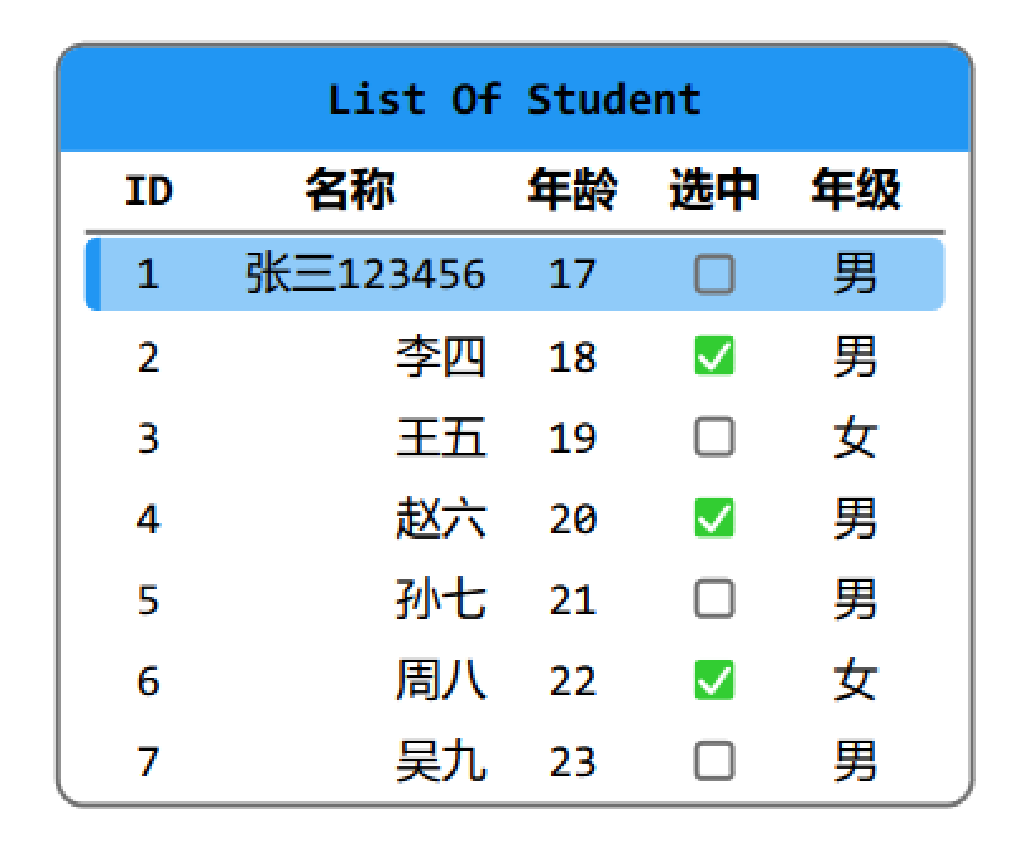 List Of Student
ID 名称 年龄 选中 年级
1 张三123456 17 男
2 李四 18 男
3 王五 19 女
4 赵六 20 男
5 孙七 21 男
6 周八 22 女
7 吴九 23 男